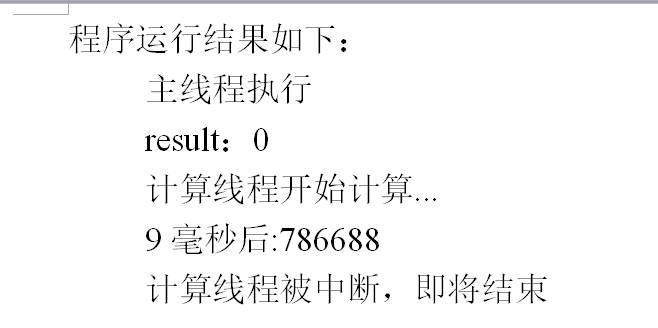 程序运行结果如下：
主线程执行
result：0
计算线程开始计算...
9 毫秒后:786688
计算线程被中断，即将结束